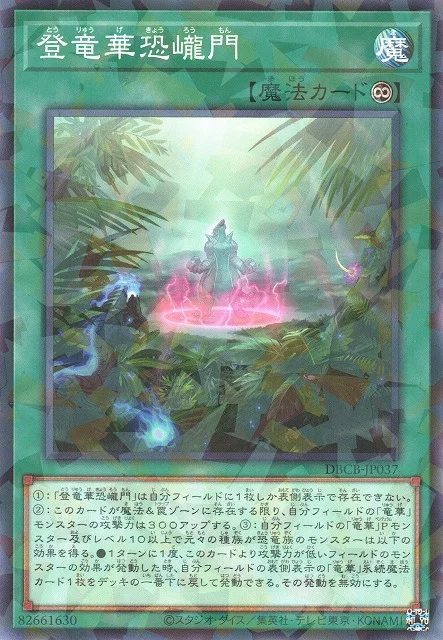 登竜華恐巄門
魔
【魔法カード】
DBCB-JP037
①：「登竜華恐巄門」は自分フィールドに１枚しか表側表示で存在できない。
②：このカードが魔法＆罠ゾーンに存在する限り、自分フィールドの「竜華」
モンスターの攻撃力は３００アップする。③：自分フィールドの「竜華」Pモン
スター及びレベル１０以上で元々の種族が恐竜族のモンスターは以下の
効果を得る。●１ターンに１度、このカードより攻撃力が低いフィールドのモン
スターの効果が発動した時、自分フィールドの表側表示の「竜華」永続魔法
カード１枚をデッキの一番下に戻して発動できる。その発動を無効にする。
82661630
©スタジオ・ダイス／集英社・テレビ東京・KONAMI